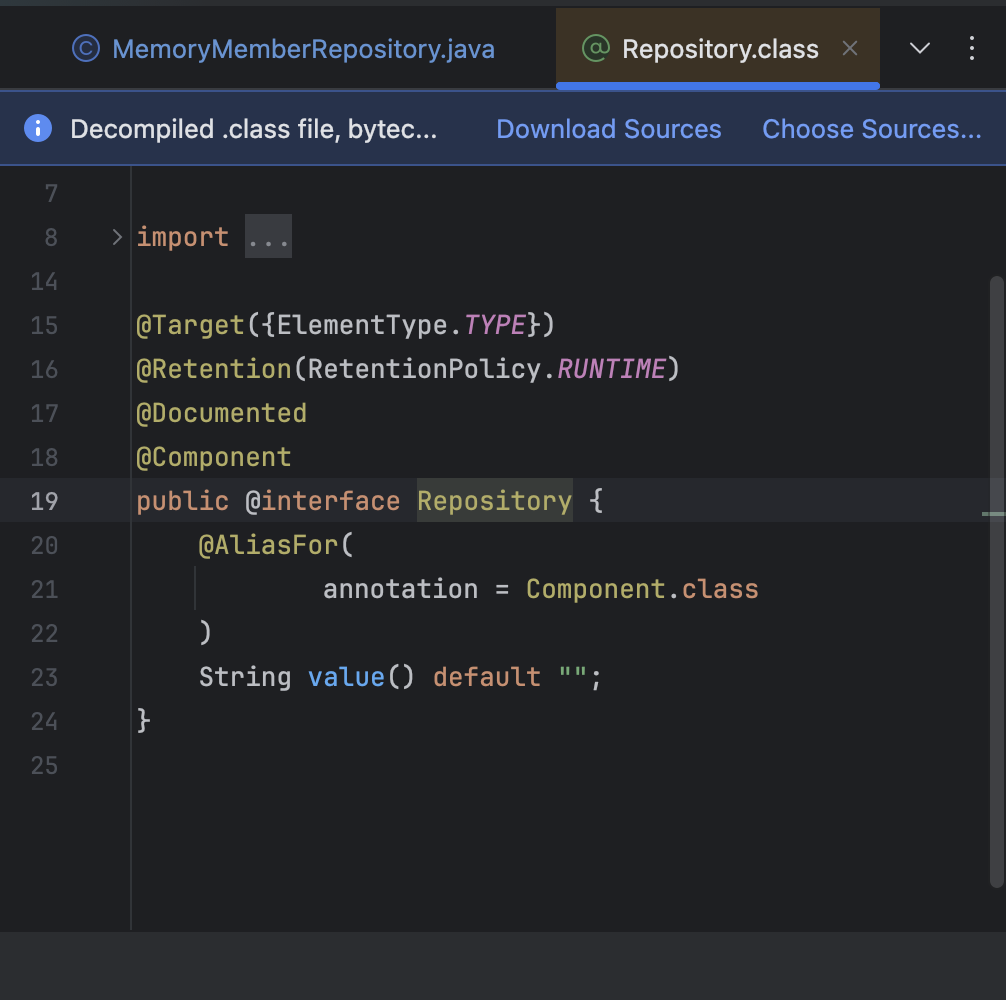 MemoryMemberRepository.java Repository.class
Decompiled .class file, bytec... Download Sources Choose Sources...
7
8 import ...
14
15 @Target({ElementType.TYPE})
16 @Retention(RetentionPolicy.RUNTIME)
17 @Documented
18 @Component
19 public @interface Repository {
20 @AliasFor(
21 annotation = Component.class
22 )
23 String value() default "";
24 }
25